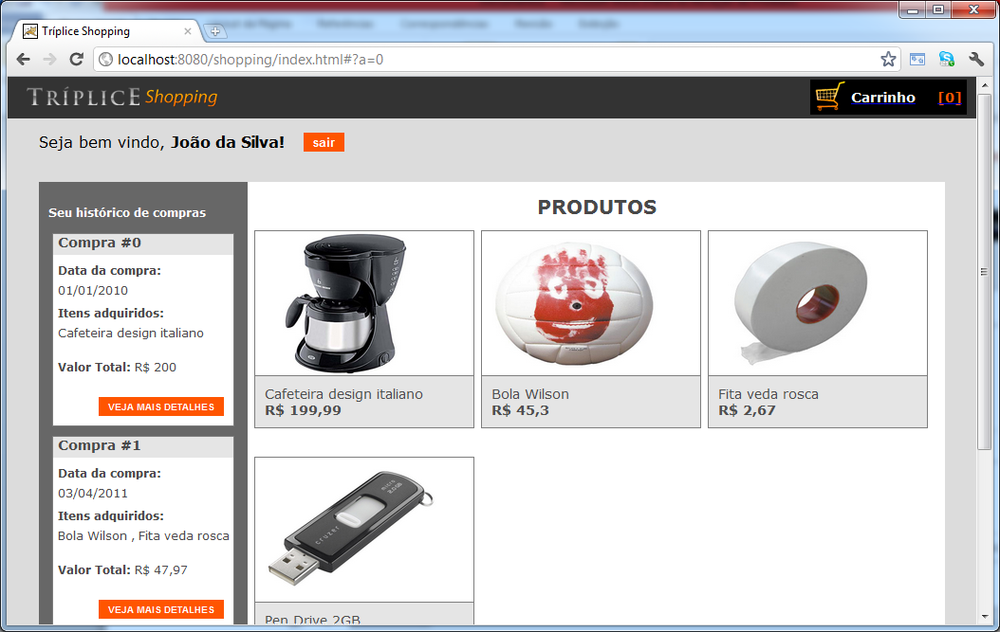 Tríplice Shopping
localhost:8080/shopping/index.html#?a=0
TRÍPLICE Shopping
Carrinho [0]
Seja bem vindo, João da Silva! sair
Seu histórico de compras
Compra #0
Data da compra:
01/01/2010
Itens adquiridos:
Cafeteira design italiano
Valor Total: R$ 200
VEJA MAIS DETALHES
Compra #1
Data da compra:
03/04/2011
Itens adquiridos:
Bola Wilson , Fita veda rosca
Valor Total: R$ 47,97
VEJA MAIS DETALHES
PRODUTOS
Cafeteira design italiano
R$ 199,99
Bola Wilson
R$ 45,3
Fita veda rosca
R$ 2,67
cruzer
micro
2.0GB
Pen Drive 2GB